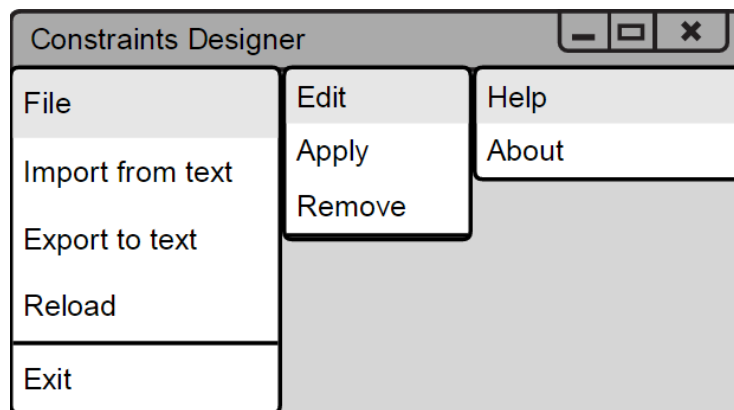 Constraints Designer
File
Import from text
Export to text
Reload
Exit
Edit
Apply
Remove
Help
About